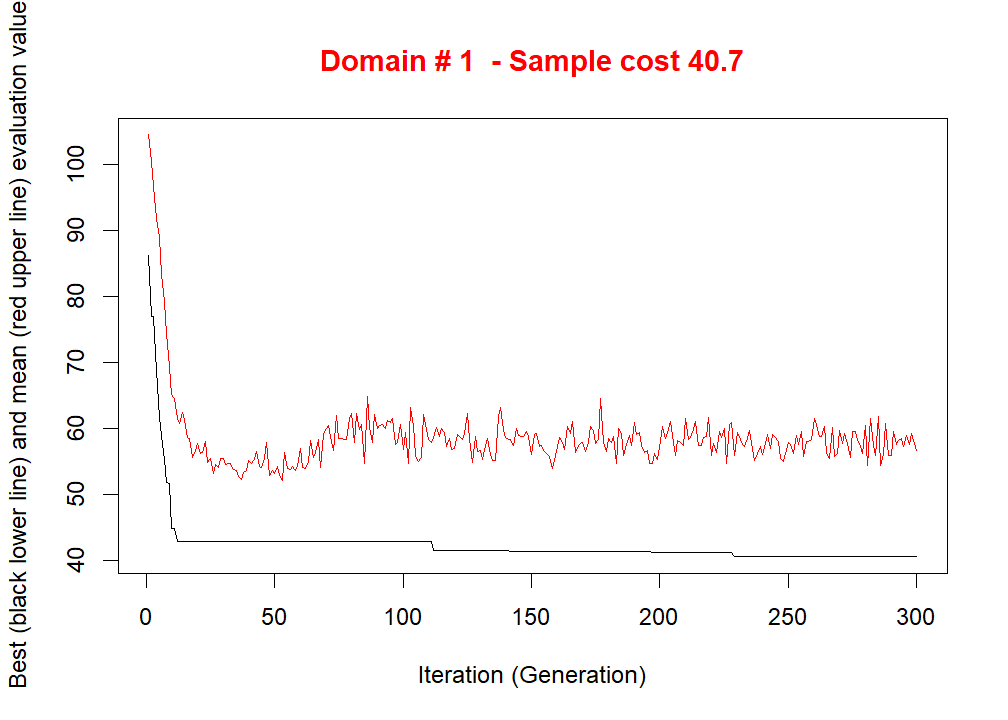 Domain # 1  - Sample cost 40.7
Best (black lower line) and mean (red upper line) evaluation value
100
90
80
70
60
50
40
0 50 100 150 200 250 300
Iteration (Generation)